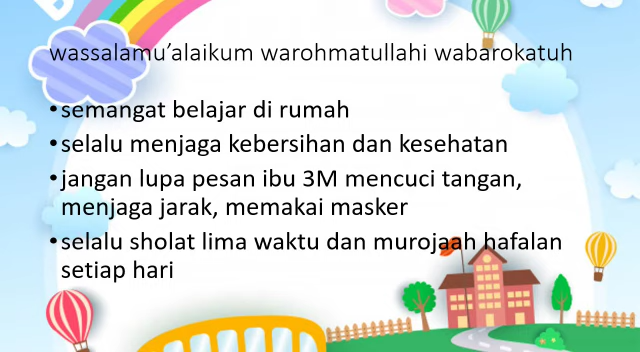 wassalamu’alaikum warohmatullahi wabarokatuh
•semangat belajar di rumah
•selalu menjaga kebersihan dan kesehatan
•jangan lupa pesan ibu 3M mencuci tangan,
menjaga jarak, memakai masker
•selalu sholat lima waktu dan murojaah hafalan
setiap hari